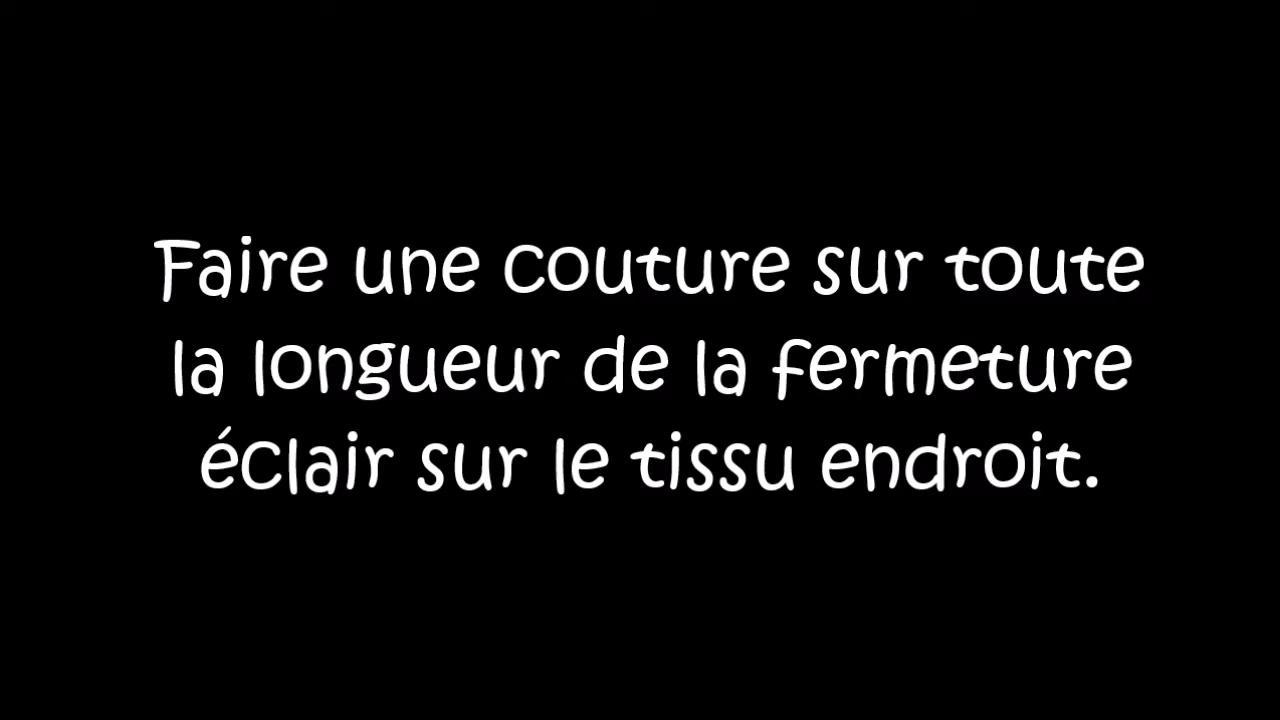 Faire une couture sur toute
la longueur de la fermeture
éclair sur le tissu endroit.